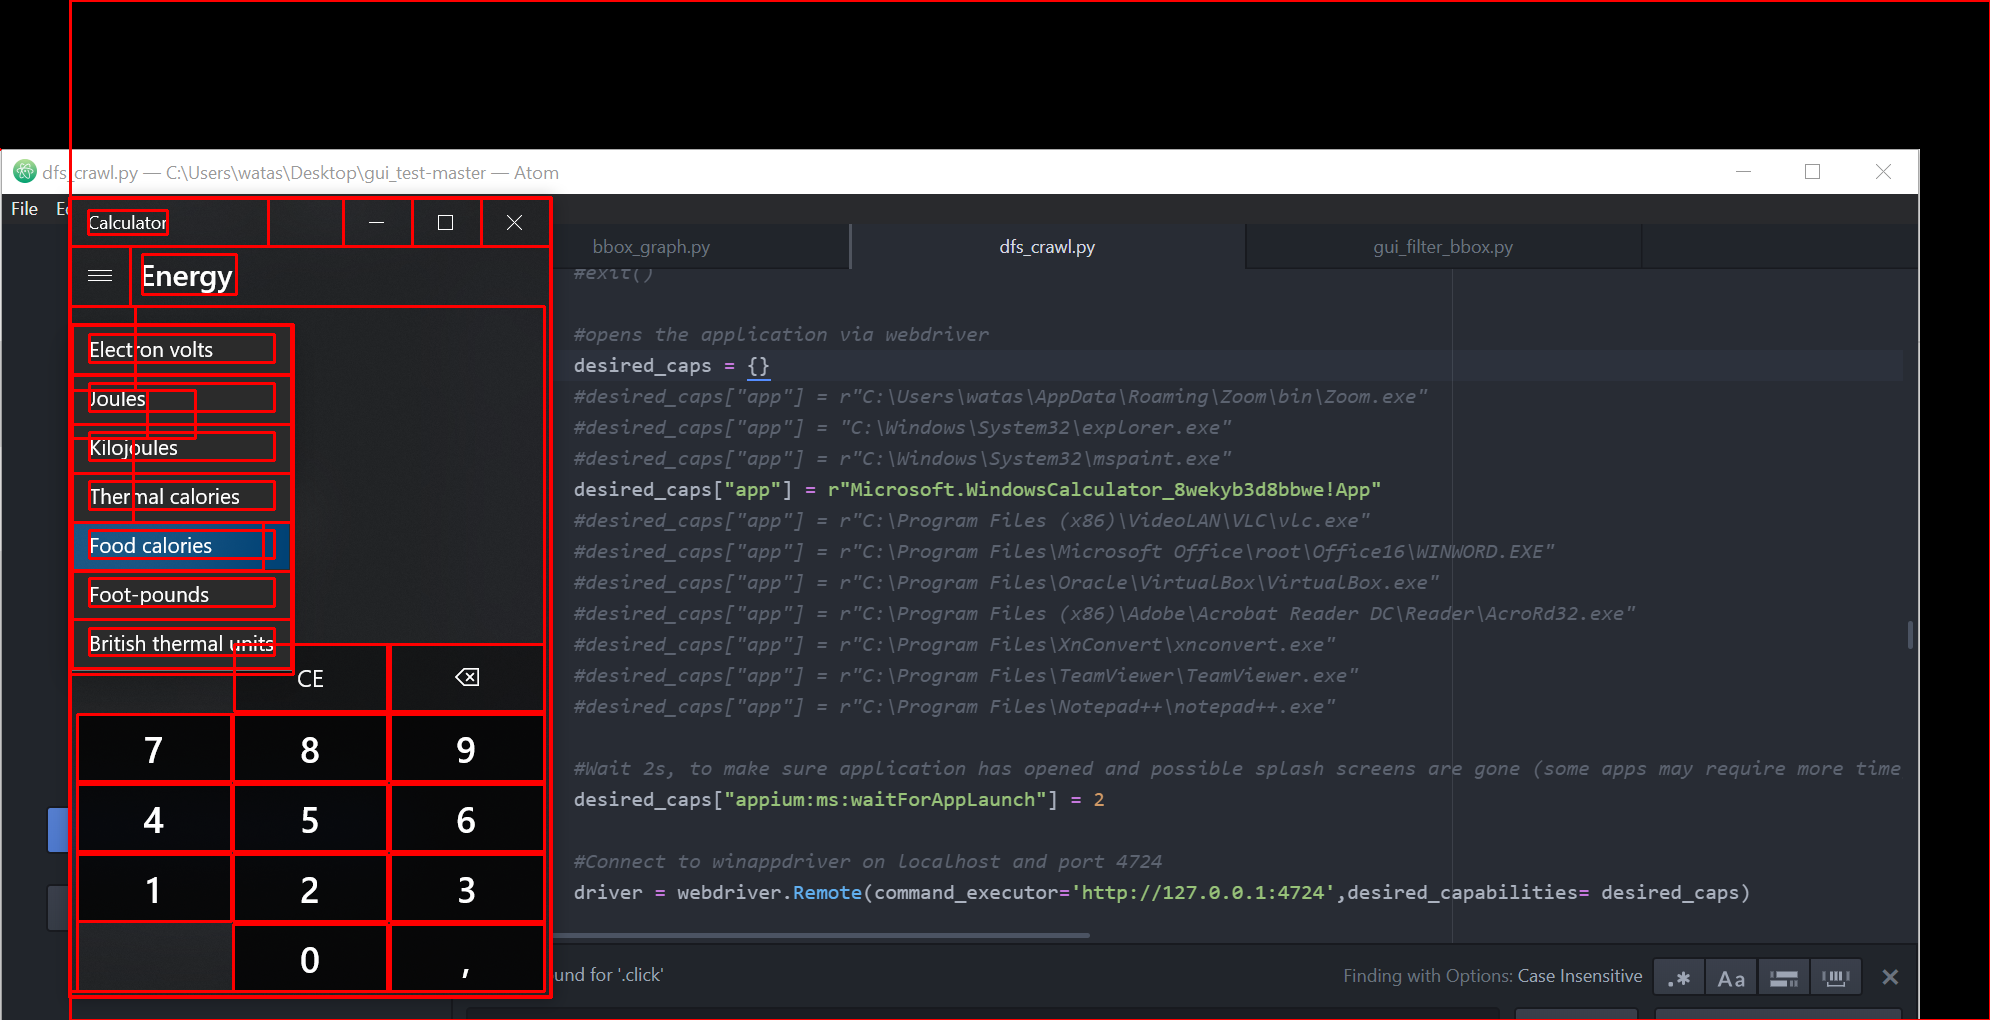 dfs_crawl.py — C:\Users\watas\Desktop\gui_test-master — Atom
File
Calculator
Energy
Electron volts
Joules
Kilojoules
Thermal calories
Food calories
Foot-pounds
British thermal units
CE
7 8 9
4 5 6
1 2 3
0 ,
bbox_graph.py dfs_crawl.py gui_filter_bbox.py
#exit()
#opens the application via webdriver
desired_caps = {}
#desired_caps["app"] = r"C:\Users\watas\AppData\Roaming\Zoom\bin\Zoom.exe"
#desired_caps["app"] = "C:\Windows\System32\explorer.exe"
#desired_caps["app"] = r"C:\Windows\System32\mspaint.exe"
desired_caps["app"] = r"Microsoft.WindowsCalculator_8wekyb3d8bbwe!App"
#desired_caps["app"] = r"C:\Program Files (x86)\VideoLAN\VLC\vlc.exe"
#desired_caps["app"] = r"C:\Program Files\Microsoft Office\root\Office16\WINWORD.EXE"
#desired_caps["app"] = r"C:\Program Files\Oracle\VirtualBox\VirtualBox.exe"
#desired_caps["app"] = r"C:\Program Files (x86)\Adobe\Acrobat Reader DC\Reader\AcroRd32.exe"
#desired_caps["app"] = r"C:\Program Files\XnConvert\xnconvert.exe"
#desired_caps["app"] = r"C:\Program Files\TeamViewer\TeamViewer.exe"
#desired_caps["app"] = r"C:\Program Files\Notepad++\notepad++.exe"
#Wait 2s, to make sure application has opened and possible splash screens are gone (some apps may require more time
desired_caps["appium:ms:waitForAppLaunch"] = 2
#Connect to winappdriver on localhost and port 4724
driver = webdriver.Remote(command_executor='http://127.0.0.1:4724',desired_capabilities= desired_caps)
und for '.click'
Finding with Options: Case Insensitive .* Aa